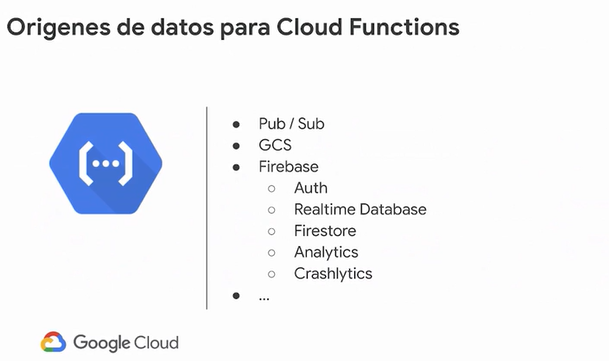 Origenes de datos para Cloud Functions
● Pub / Sub
● GCS
● Firebase
○ Auth
○ Realtime Database
○ Firestore
○ Analytics
○ Crashlytics
● ...
Google Cloud